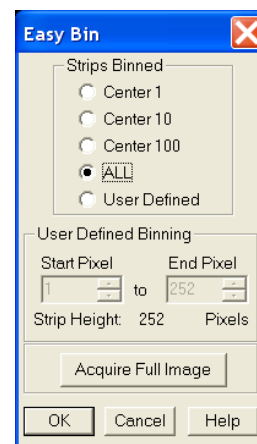 Easy Bin
Strips Binned
Center 1
Center 10
Center 100
ALL
User Defined
User Defined Binning
Start Pixel End Pixel
1 to 252
Strip Height: 252 Pixels
Acquire Full Image
OK Cancel Help